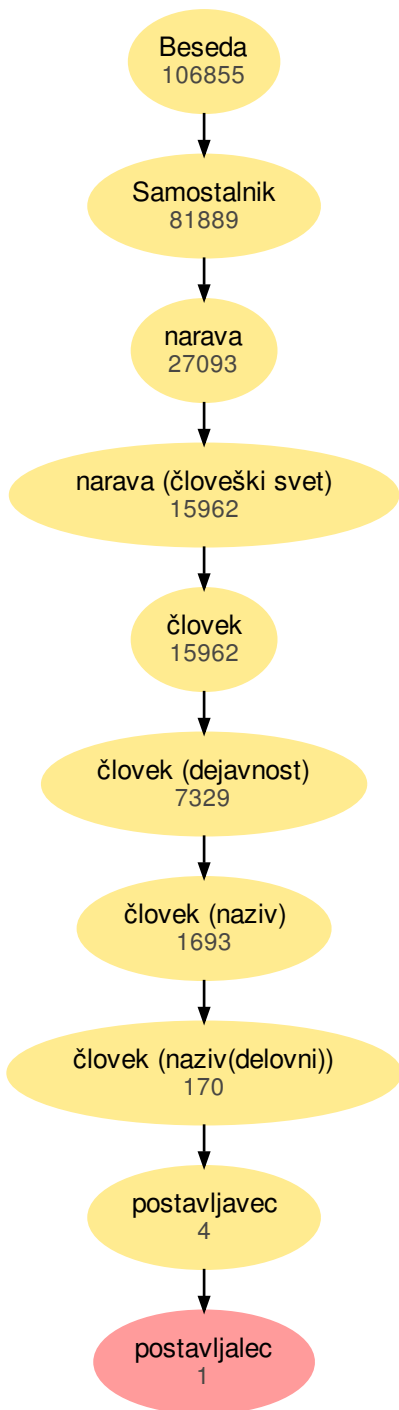 Beseda
106855
Samostalnik
81889
narava
27093
narava (človeški svet)
15962
človek
15962
človek (dejavnost)
7329
človek (naziv)
1693
človek (naziv(delovni))
170
postavljavec
4
postavljalec
1